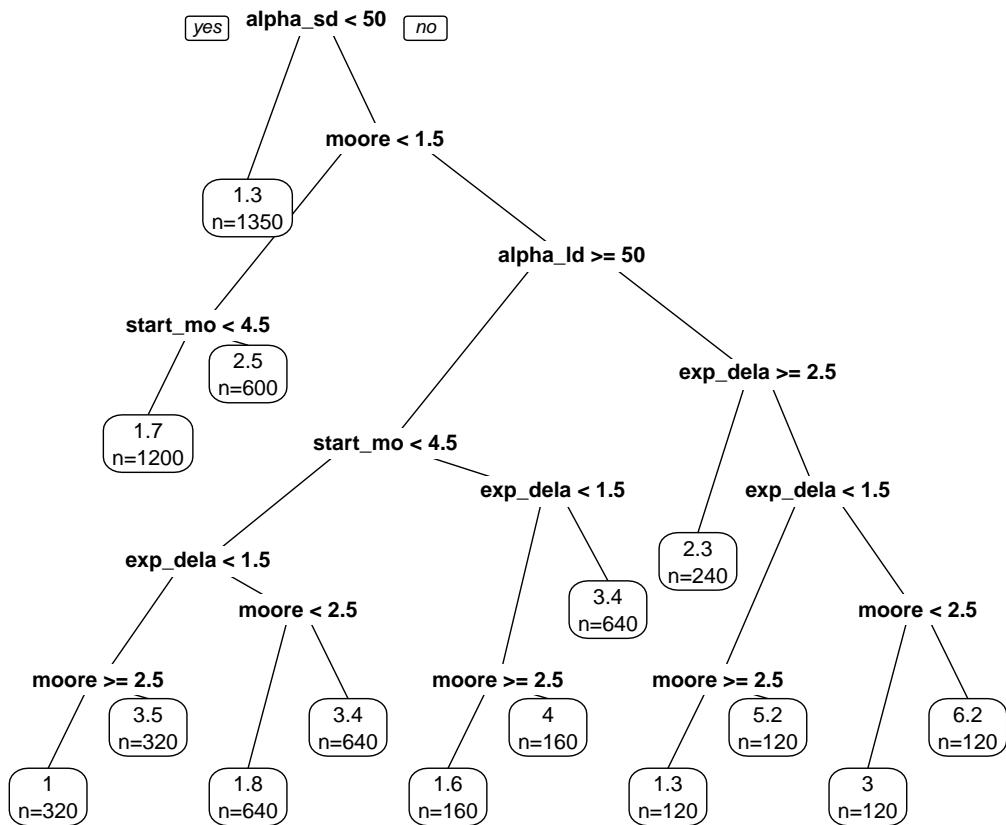 yes alpha_sd < 50 no
moore < 1.5
1.3
n=1350
alpha_ld >= 50
start_mo < 4.5
2.5
n=600
exp_dela >= 2.5
1.7
n=1200
start_mo < 4.5
exp_dela < 1.5
exp_dela < 1.5
2.3
n=240
exp_dela < 1.5
3.4
n=640
moore < 2.5
moore < 2.5
moore >= 2.5
moore >= 2.5
moore >= 2.5
3.5
n=320
3.4
n=640
4
n=160
5.2
n=120
6.2
n=120
1
n=320
1.8
n=640
1.6
n=160
1.3
n=120
3
n=120